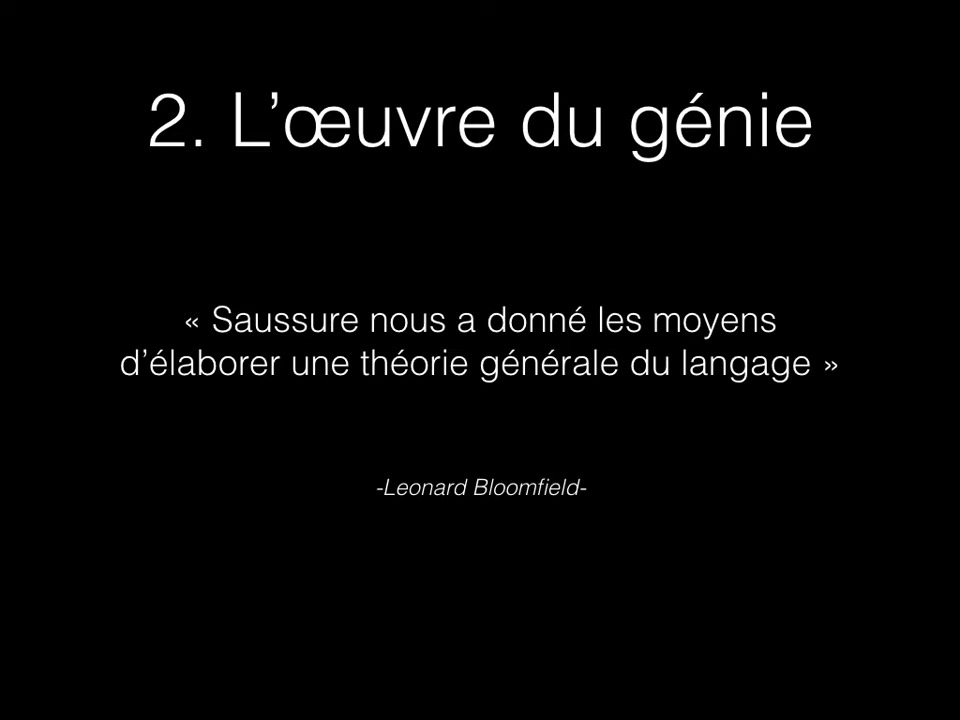 2. L’œuvre du génie
« Saussure nous a donné les moyens
d’élaborer une théorie générale du langage »
-Leonard Bloomfield-